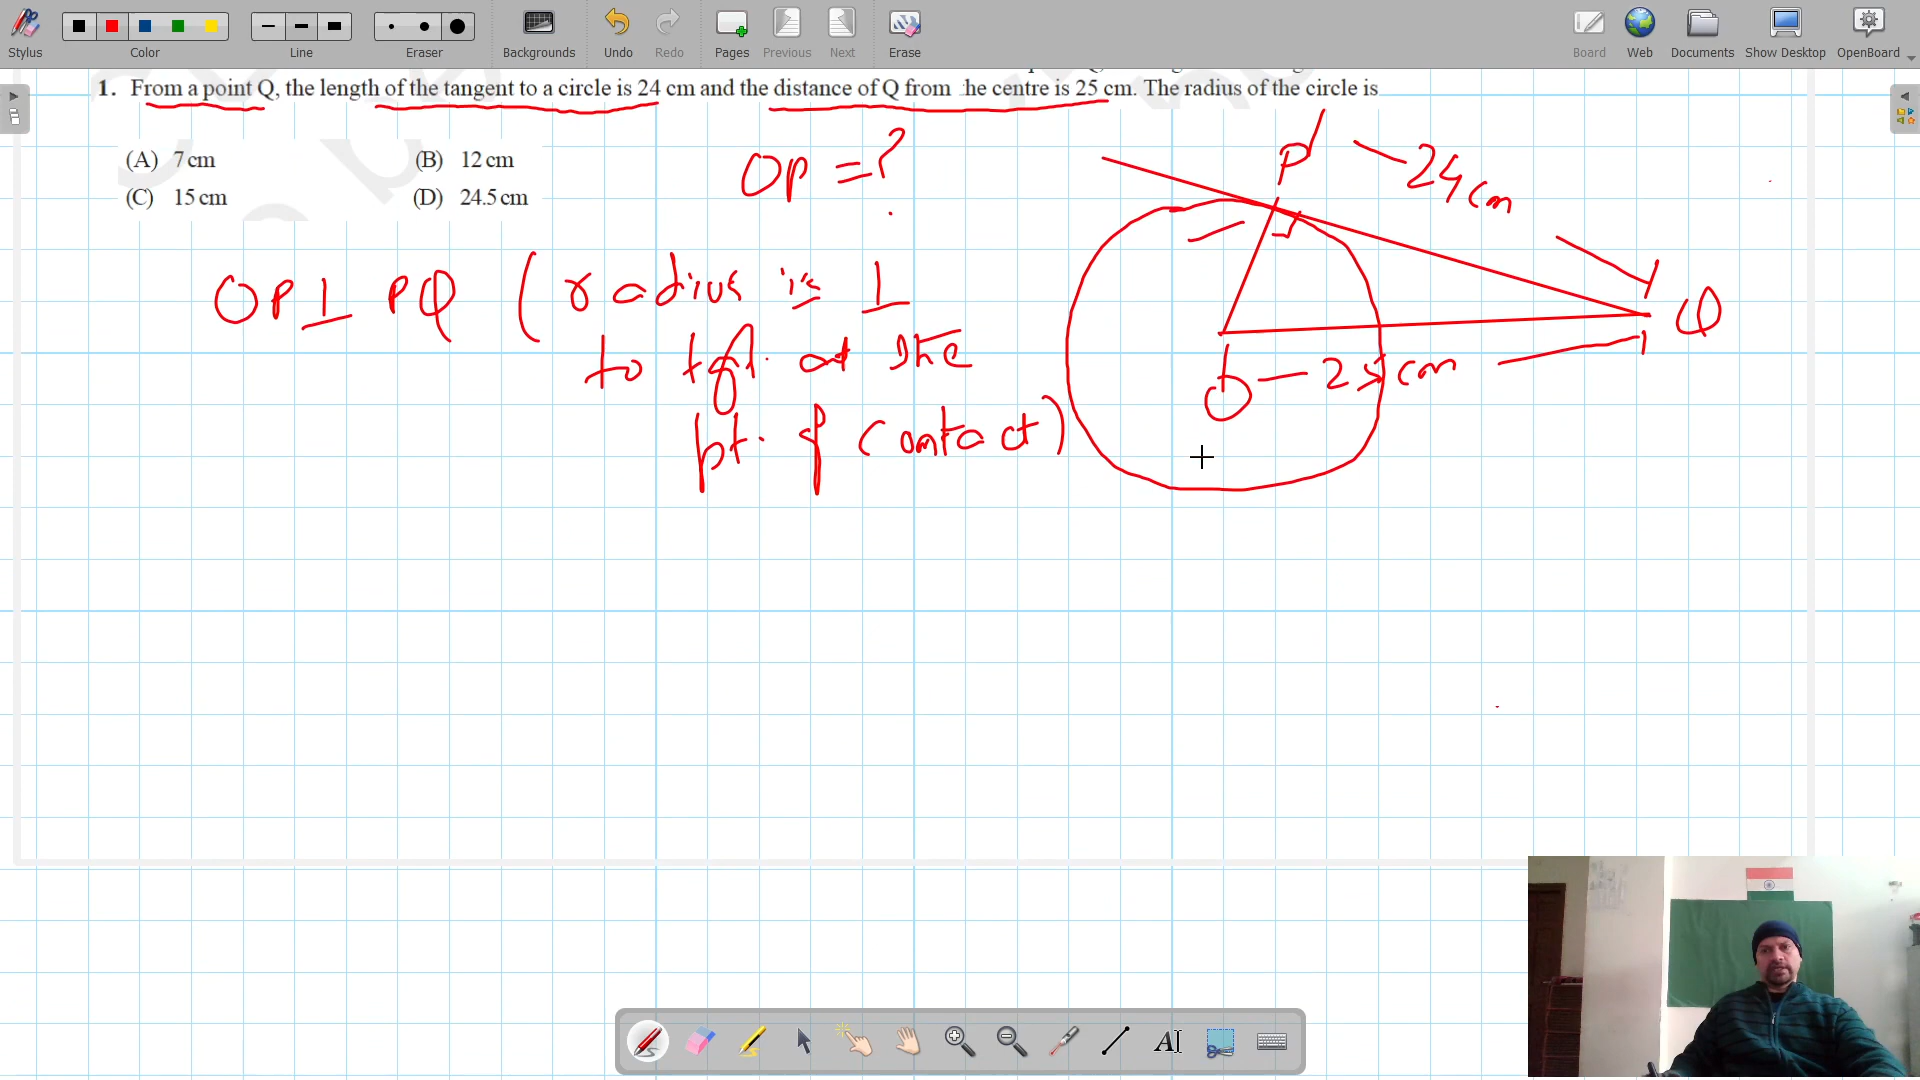 Stylus Color Line Eraser Backgrounds Undo Redo Pages Previous Next Erase Board Web Documents Show Desktop OpenBoard
1. From a point Q, the length of the tangent to a circle is 24 cm and the distance of Q from he centre is 25 cm. The radius of the circle is
(A) 7 cm (B) 12 cm
(C) 15 cm (D) 24.5 cm
OP = ?
P
24 cm
Q
O
25 cm
OP ⊥ PQ ( radius is ⊥
to tgt. at the
pt. of contact)